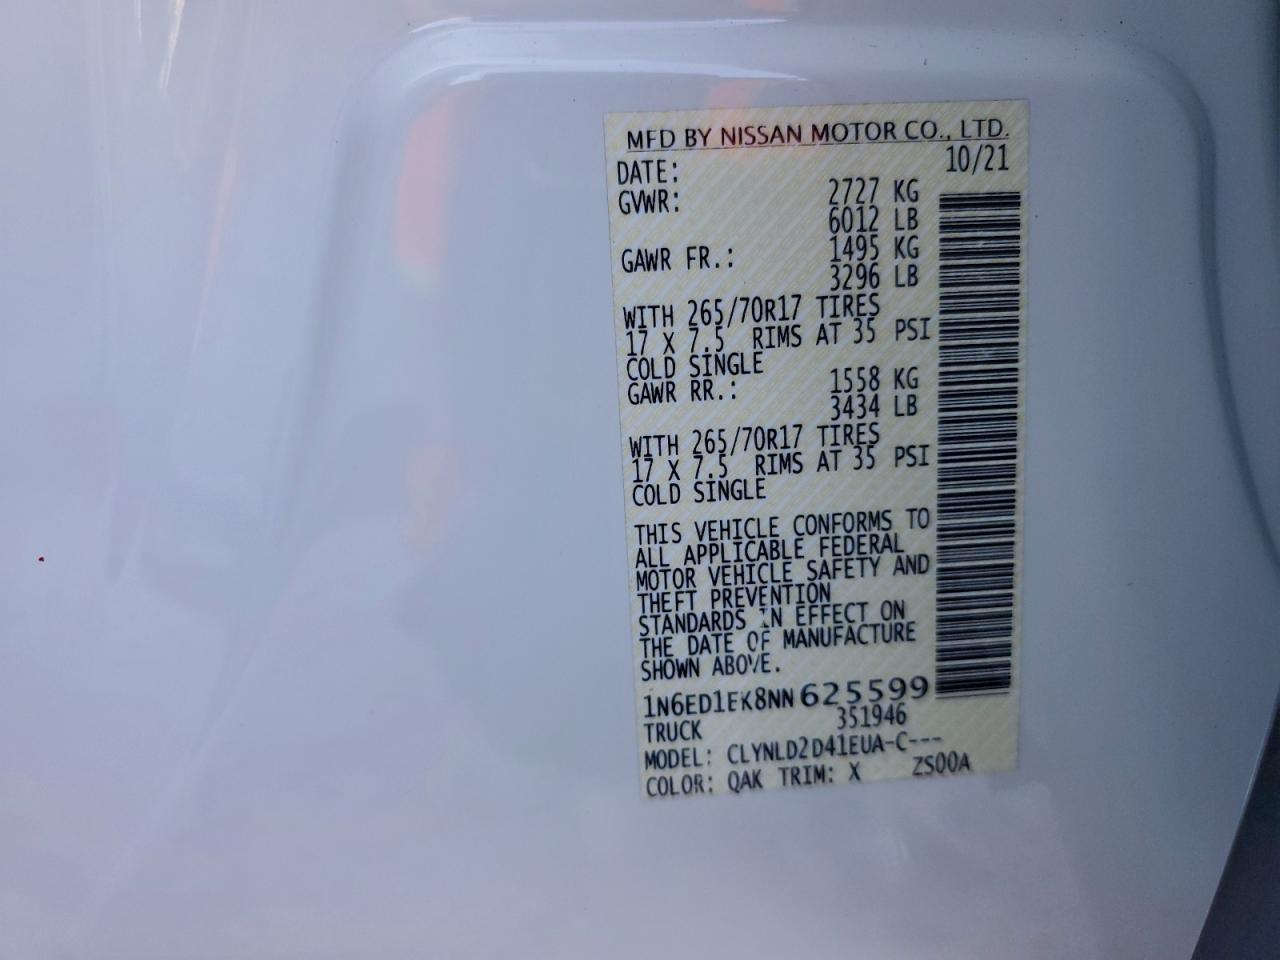 MFD BY NISSAN MOTOR CO., LTD.
DATE: 10/21
GVWR: 2727 KG
6012 LB
GAWR FR.: 1495 KG
3296 LB
WITH 265/70R17 TIRES
17 X 7.5 RIMS AT 35 PSI
COLD SINGLE
GAWR RR.: 1558 KG
3434 LB
WITH 265/70R17 TIRES
17 X 7.5 RIMS AT 35 PSI
COLD SINGLE
THIS VEHICLE CONFORMS TO
ALL APPLICABLE FEDERAL
MOTOR VEHICLE SAFETY AND
THEFT PREVENTION
STANDARDS IN EFFECT ON
THE DATE OF MANUFACTURE
SHOWN ABOVE.
1N6ED1EK8NN625599
TRUCK 351946
MODEL: CLYNLD2D41EUA-C---
COLOR: QAK TRIM: X ZS00A